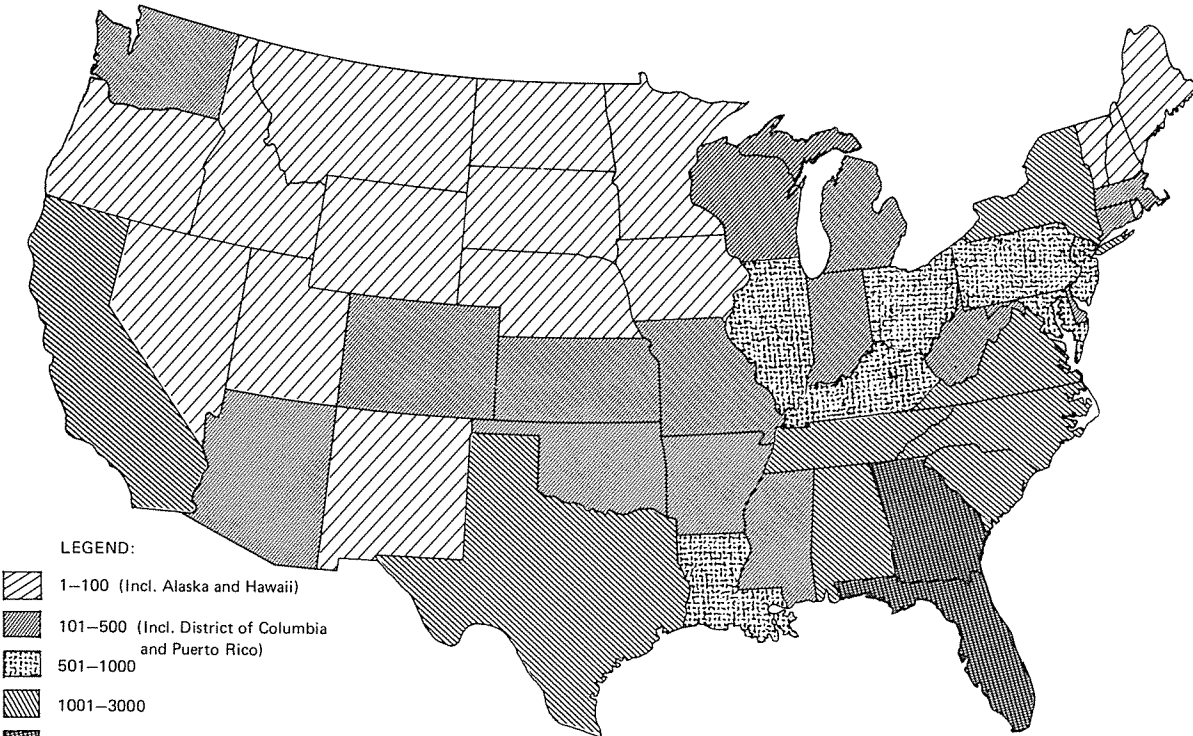 LEGEND:
1–100 (Incl. Alaska and Hawaii)
101–500 (Incl. District of Columbia
and Puerto Rico)
501–1000
1001–3000